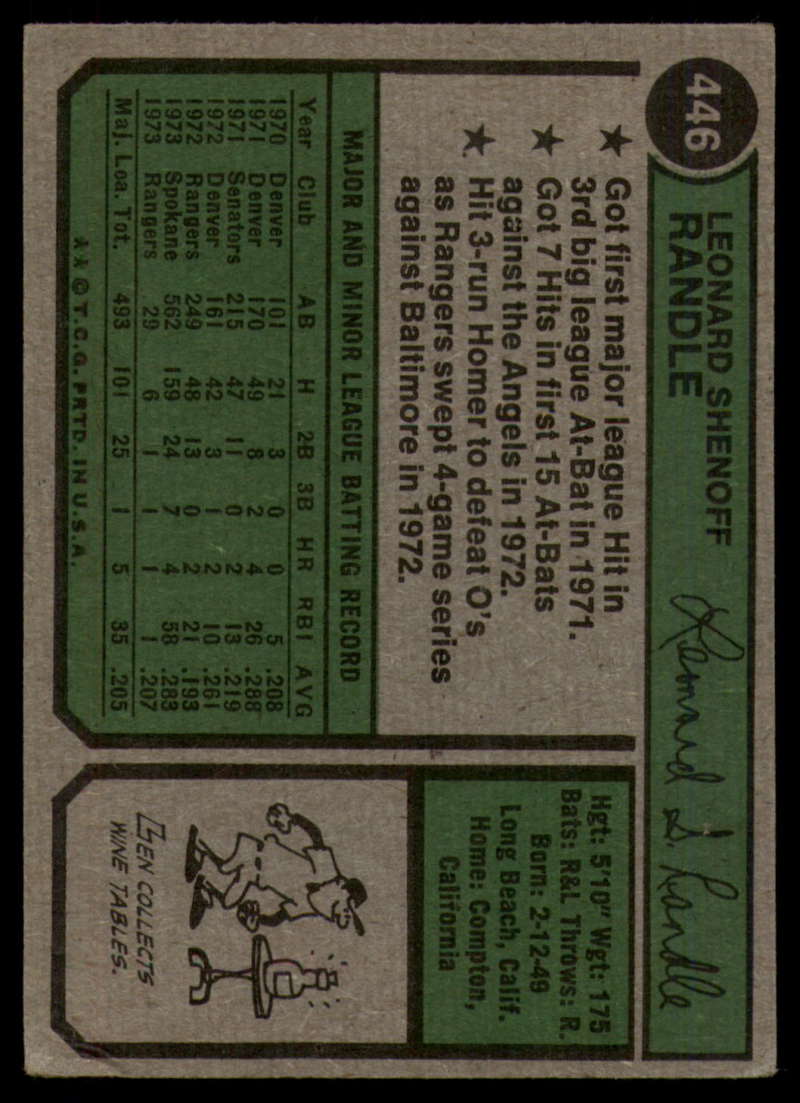 446
LEONARD SHENOFF
RANDLE
Leonard S. Randle
★ Got first major league Hit in
3rd big league At-Bat in 1971.
★ Got 7 Hits in first 15 At-Bats
against the Angels in 1972.
★ Hit 3-run Homer to defeat O's
as Rangers swept 4-game series
against Baltimore in 1972.
MAJOR AND MINOR LEAGUE BATTING RECORD
Year Club AB H 2B 3B HR RBI AVG
1970 Denver 101 21 3 0 0 5 .208
1971 Denver 170 49 8 2 4 26 .288
1971 Senators 215 47 11 0 2 13 .219
1972 Denver 161 42 3 1 2 10 .261
1972 Rangers 249 48 13 0 2 21 .193
1973 Spokane 562 159 24 7 4 58 .283
1973 Rangers 29 6 1 1 1 1 .207
Maj. Lea. Tot. 493 101 25 1 5 35 .205
★★ © T.C.G. PRTD. IN U.S.A.
Hgt: 5'10" Wgt: 175
Bats: R&L Throws: R.
Born: 2-12-49
Long Beach, Calif.
Home: Compton,
California
LEN COLLECTS
WINE TABLES.